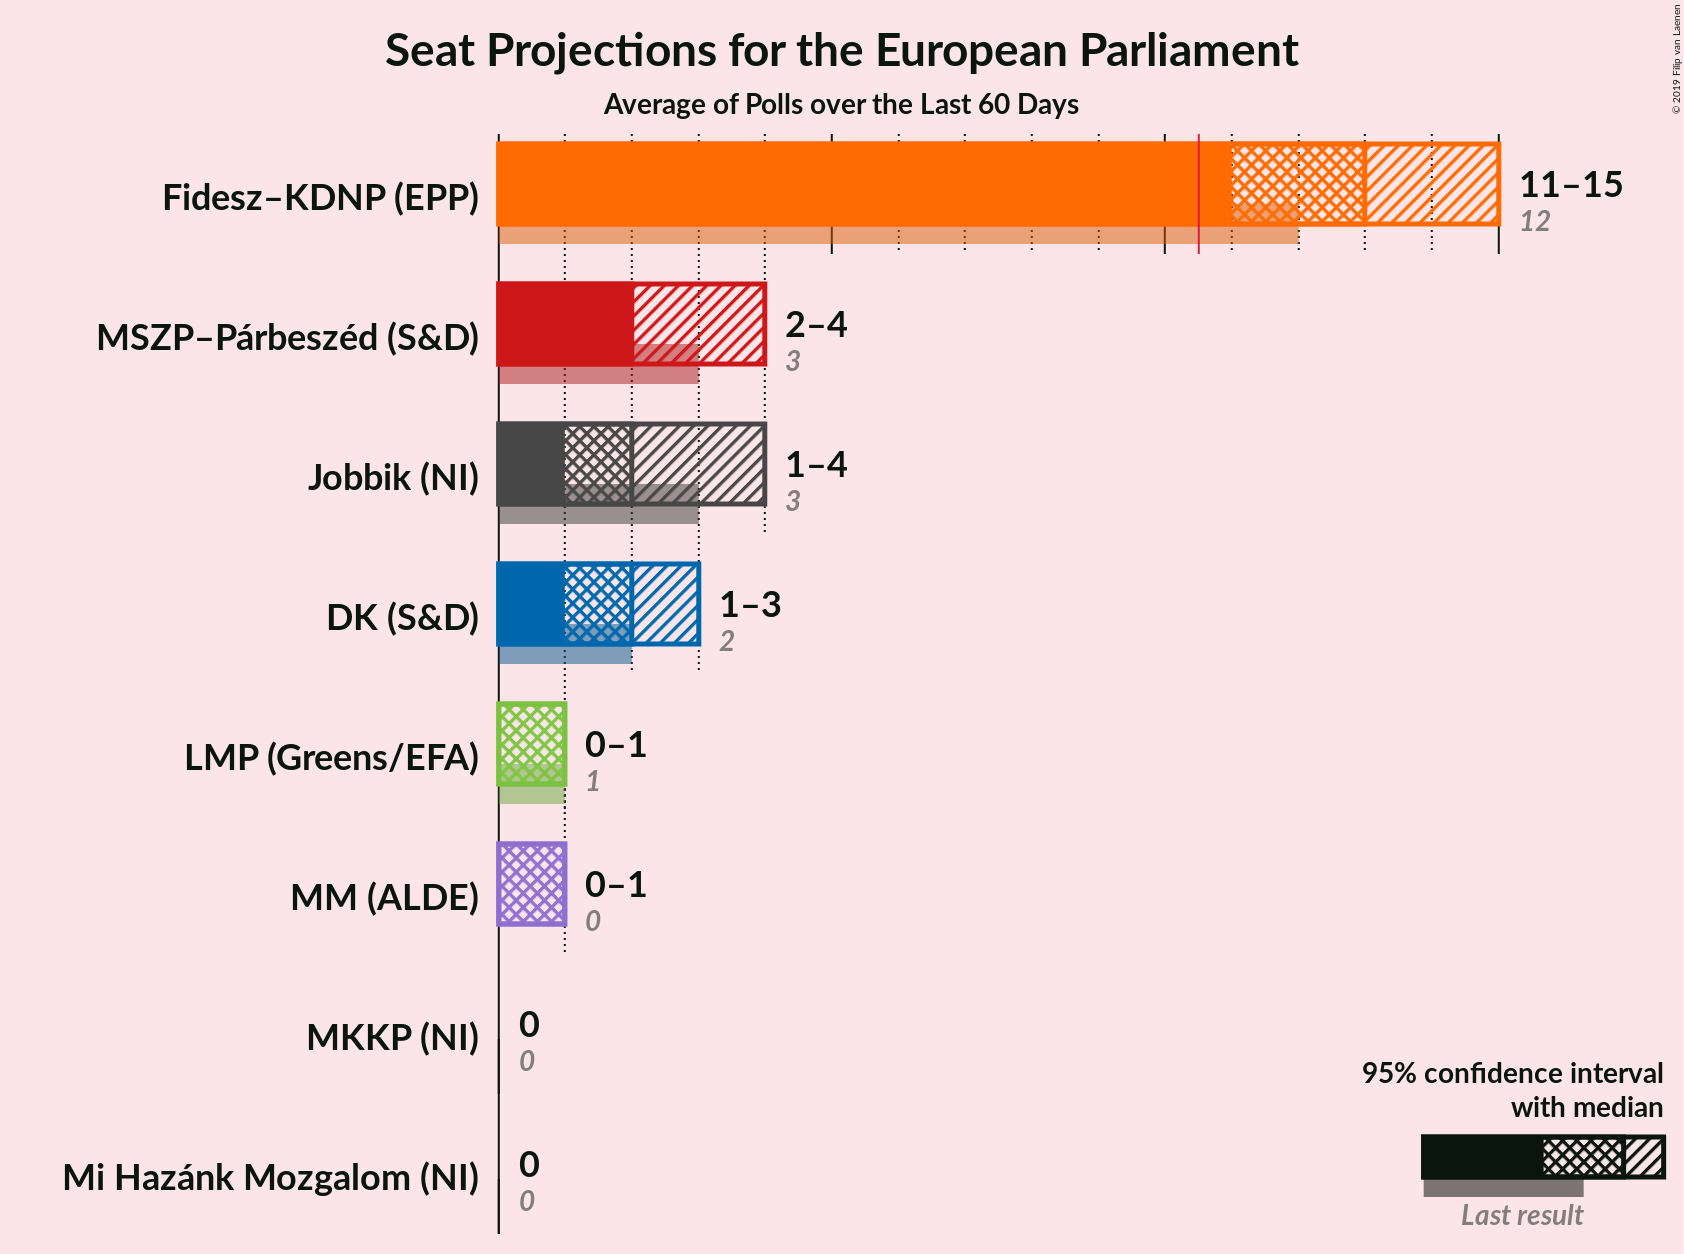 Seat Projections for the European Parliament
Average of Polls over the Last 60 Days
© 2019 Filip van Laenen
Fidesz–KDNP (EPP)
11–15
12
MSZP–Párbeszéd (S&D)
2–4
3
Jobbik (NI)
1–4
3
DK (S&D)
1–3
2
LMP (Greens/EFA)
0–1
1
MM (ALDE)
0–1
0
MKKP (NI)
0
0
Mi Hazánk Mozgalom (NI)
0
0
95% confidence interval
with median
Last result